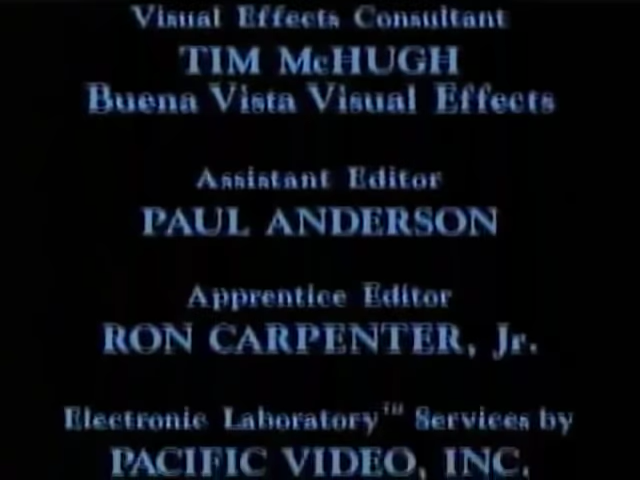 Visual Effects Consultant
TIM McHUGH
Buena Vista Visual Effects
Assistant Editor
PAUL ANDERSON
Apprentice Editor
RON CARPENTER, Jr.
Electronic Laboratory™ Services by
PACIFIC VIDEO, INC.